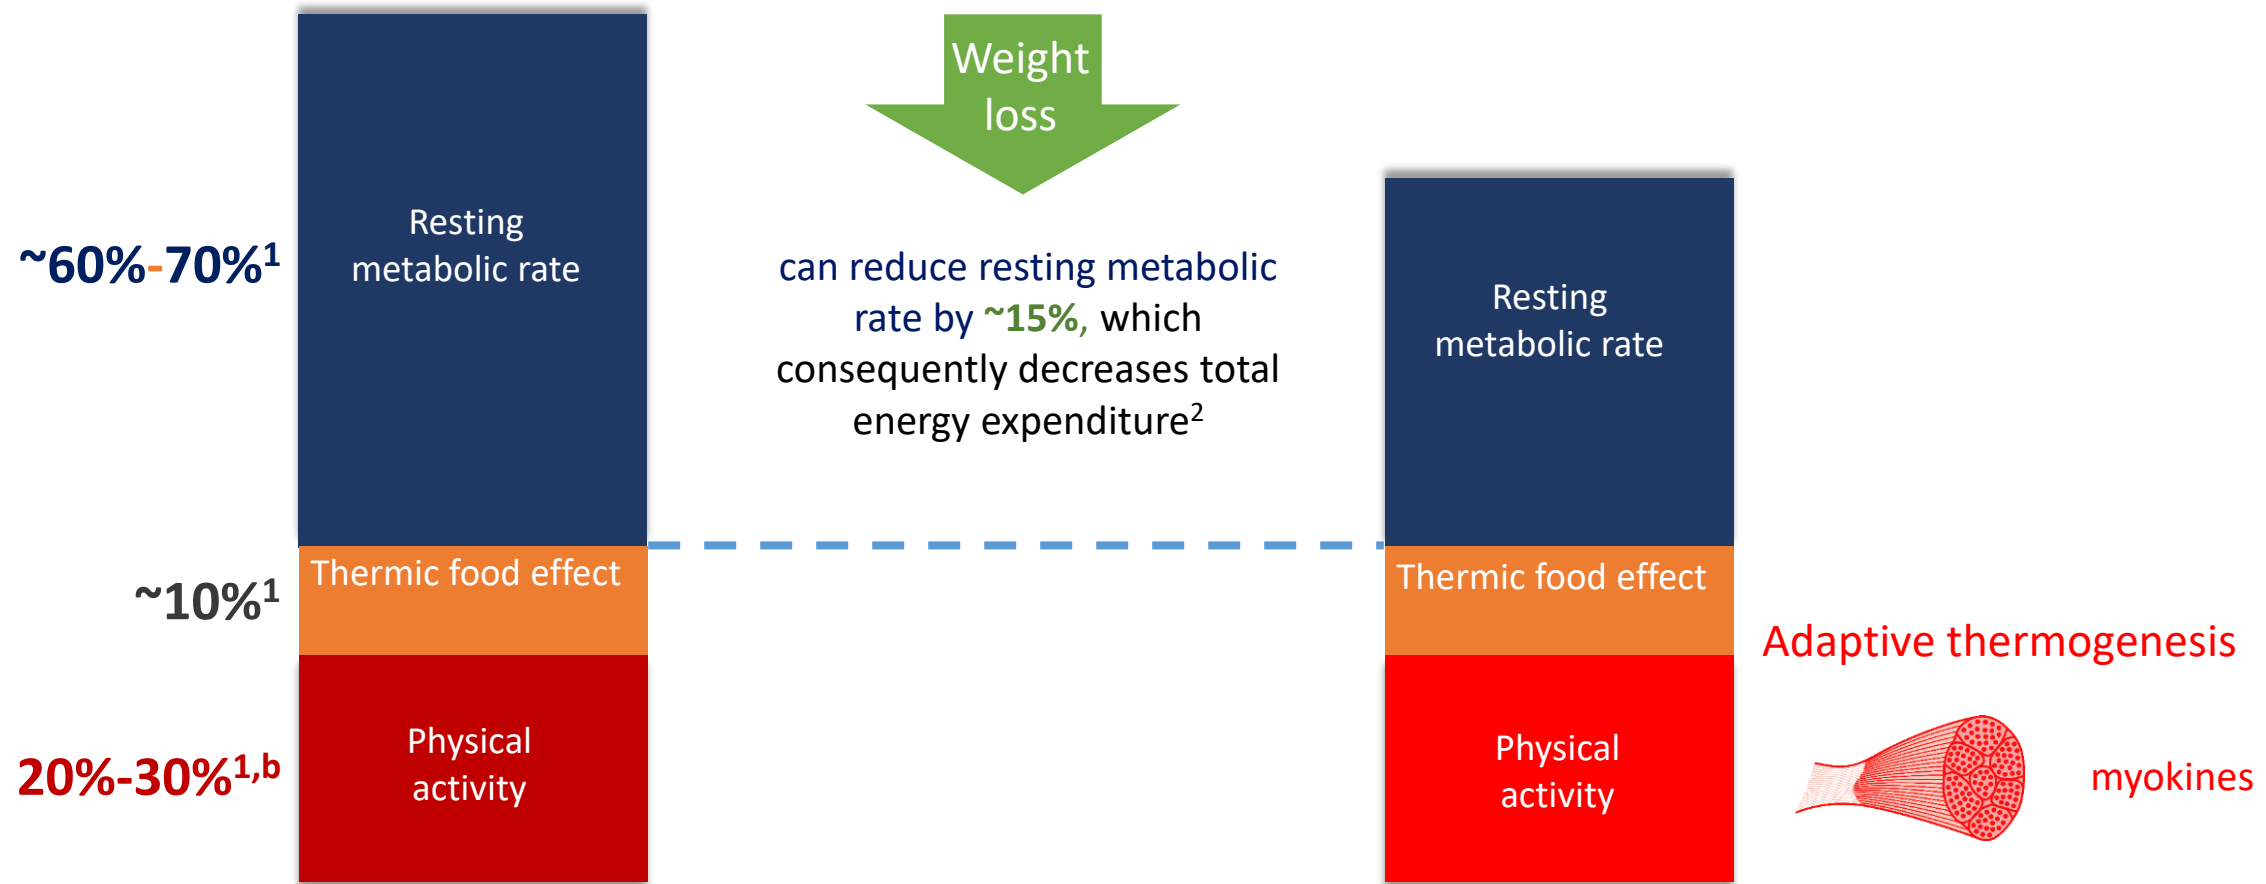 Weight
loss
Resting
metabolic rate
~60%-70%¹
can reduce resting metabolic
rate by ~15%, which
consequently decreases total
energy expenditure²
Resting
metabolic rate
Thermic food effect
~10%¹
Thermic food effect
Adaptive thermogenesis
Physical
activity
20%-30%¹,ᵇ
Physical
activity
myokines